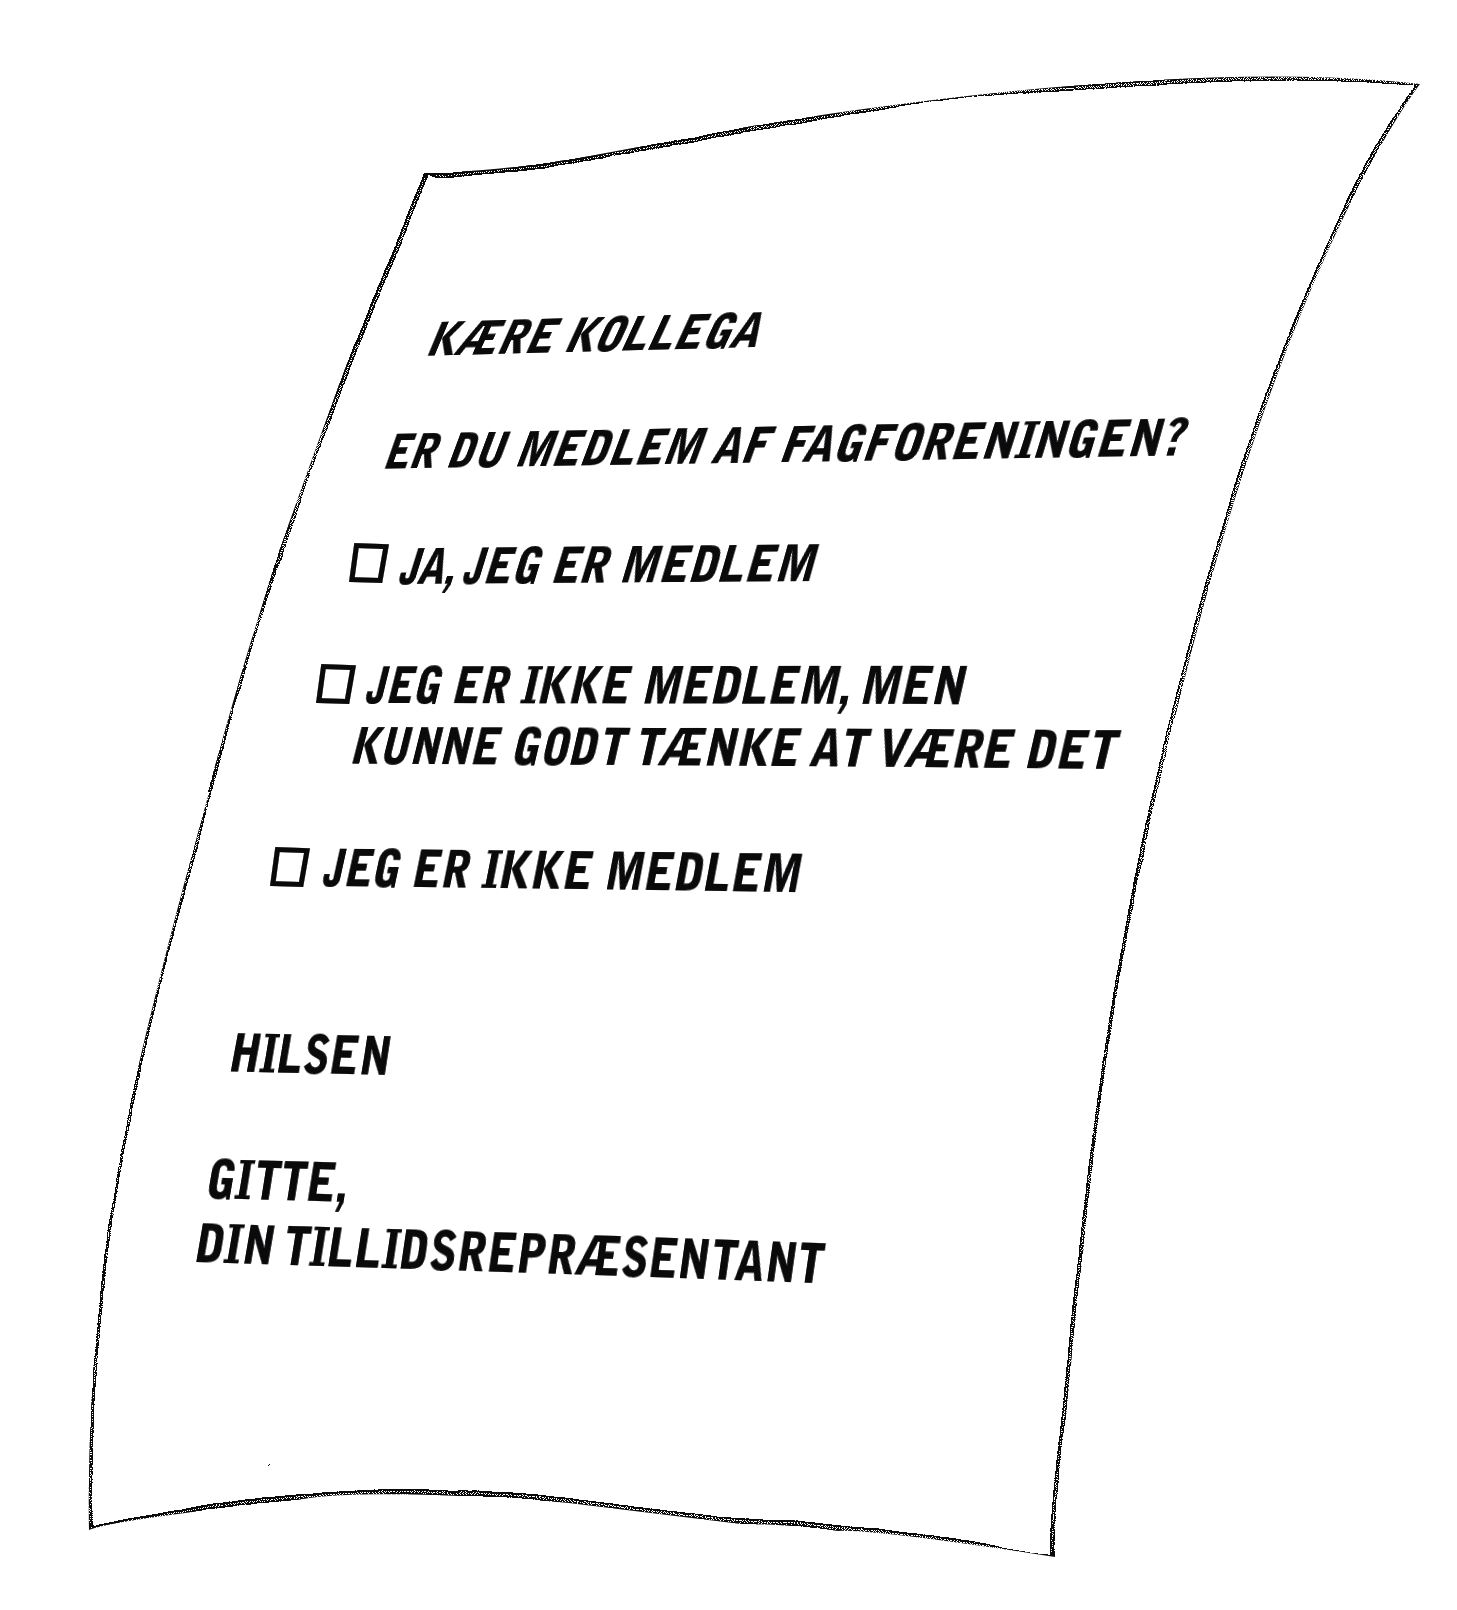 KÆRE KOLLEGA
ER DU MEDLEM AF FAGFORENINGEN?
☐ JA, JEG ER MEDLEM
☐ JEG ER IKKE MEDLEM, MEN
KUNNE GODT TÆNKE AT VÆRE DET
☐ JEG ER IKKE MEDLEM
HILSEN
GITTE,
DIN TILLIDSREPRÆSENTANT